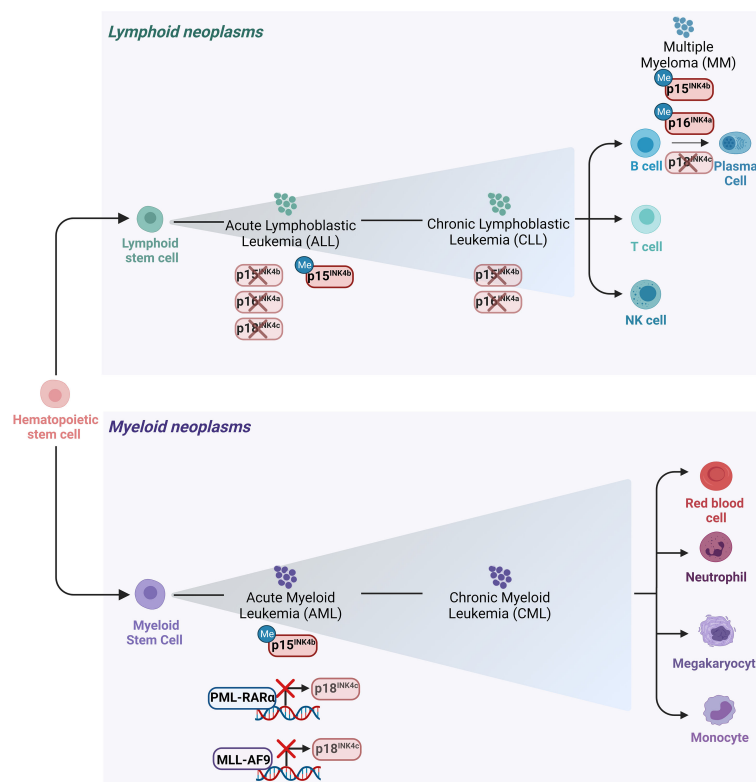 Lymphoid neoplasms
Multiple
Myeloma (MM)
Me
p15INK4b
Me
p16INK4a
B cell
p18INK4c
Plasma
Cell
Lymphoid
stem cell
Acute Lymphoblastic
Leukemia (ALL)
Chronic Lymphoblastic
Leukemia (CLL)
T cell
p15INK4b
Me
p15INK4b
p16INK4a
p18INK4c
p15INK4b
p16INK4a
NK cell
Hematopoietic
stem cell
Myeloid neoplasms
Red blood
cell
Neutrophil
Myeloid
Stem Cell
Acute Myeloid
Leukemia (AML)
Chronic Myeloid
Leukemia (CML)
Me
p15INK4b
Megakaryocyt
PML-RARα
p18INK4c
Monocyte
MLL-AF9
p18INK4c